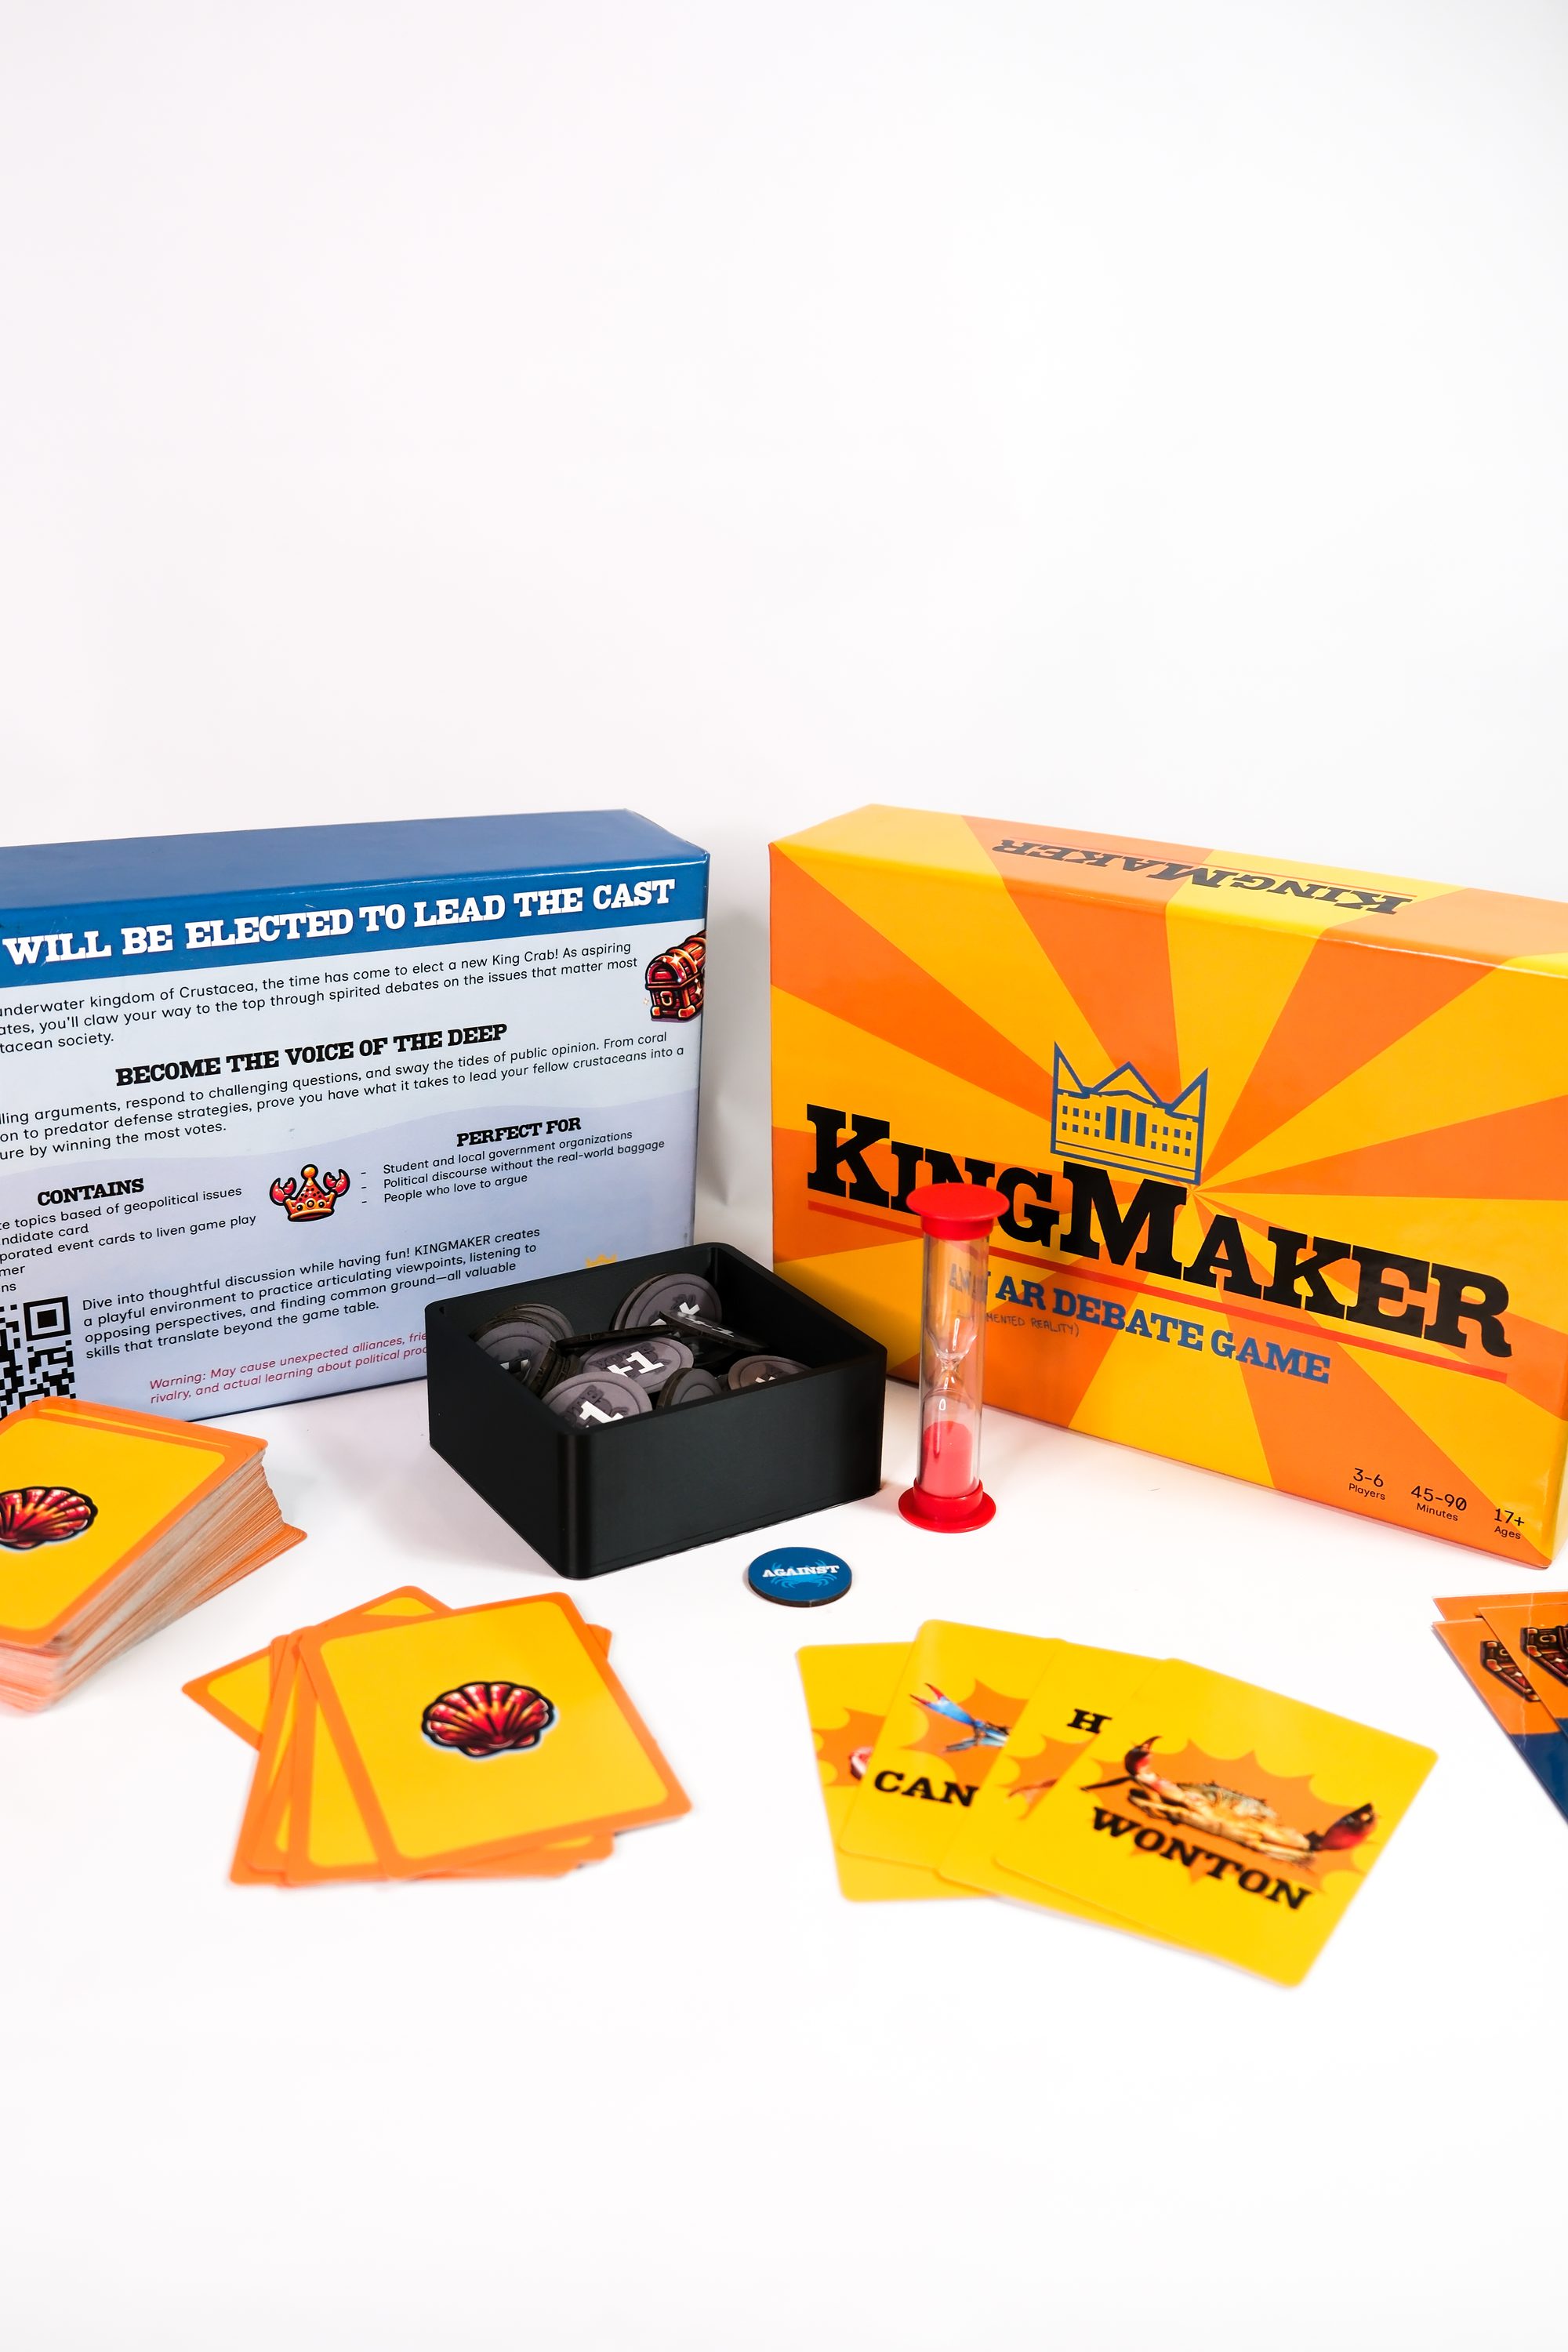 WILL BE ELECTED TO LEAD THE CAST
underwater kingdom of Crustacea, the time has come to elect a new King Crab! As aspiring
ates, you'll claw your way to the top through spirited debates on the issues that matter most
tacean society.
BECOME THE VOICE OF THE DEEP
lling arguments, respond to challenging questions, and sway the tides of public opinion. From coral
on to predator defense strategies, prove you have what it takes to lead your fellow crustaceans into a
ure by winning the most votes.
CONTAINS
te topics based of geopolitical issues
ndidate card
porated event cards to liven game play
mer
ns
PERFECT FOR
- Student and local government organizations
- Political discourse without the real-world baggage
- People who love to argue
Dive into thoughtful discussion while having fun! KINGMAKER creates
a playful environment to practice articulating viewpoints, listening to
opposing perspectives, and finding common ground—all valuable
skills that translate beyond the game table.
Warning: May cause unexpected alliances, frie
rivalry, and actual learning about political proc
KINGMAKER
KINGMAKER
AR DEBATE GAME
MENTED REALITY)
3-6
Players
45-90
Minutes
17+
Ages
+1
1
AGAINST
CAN
H
WONTON